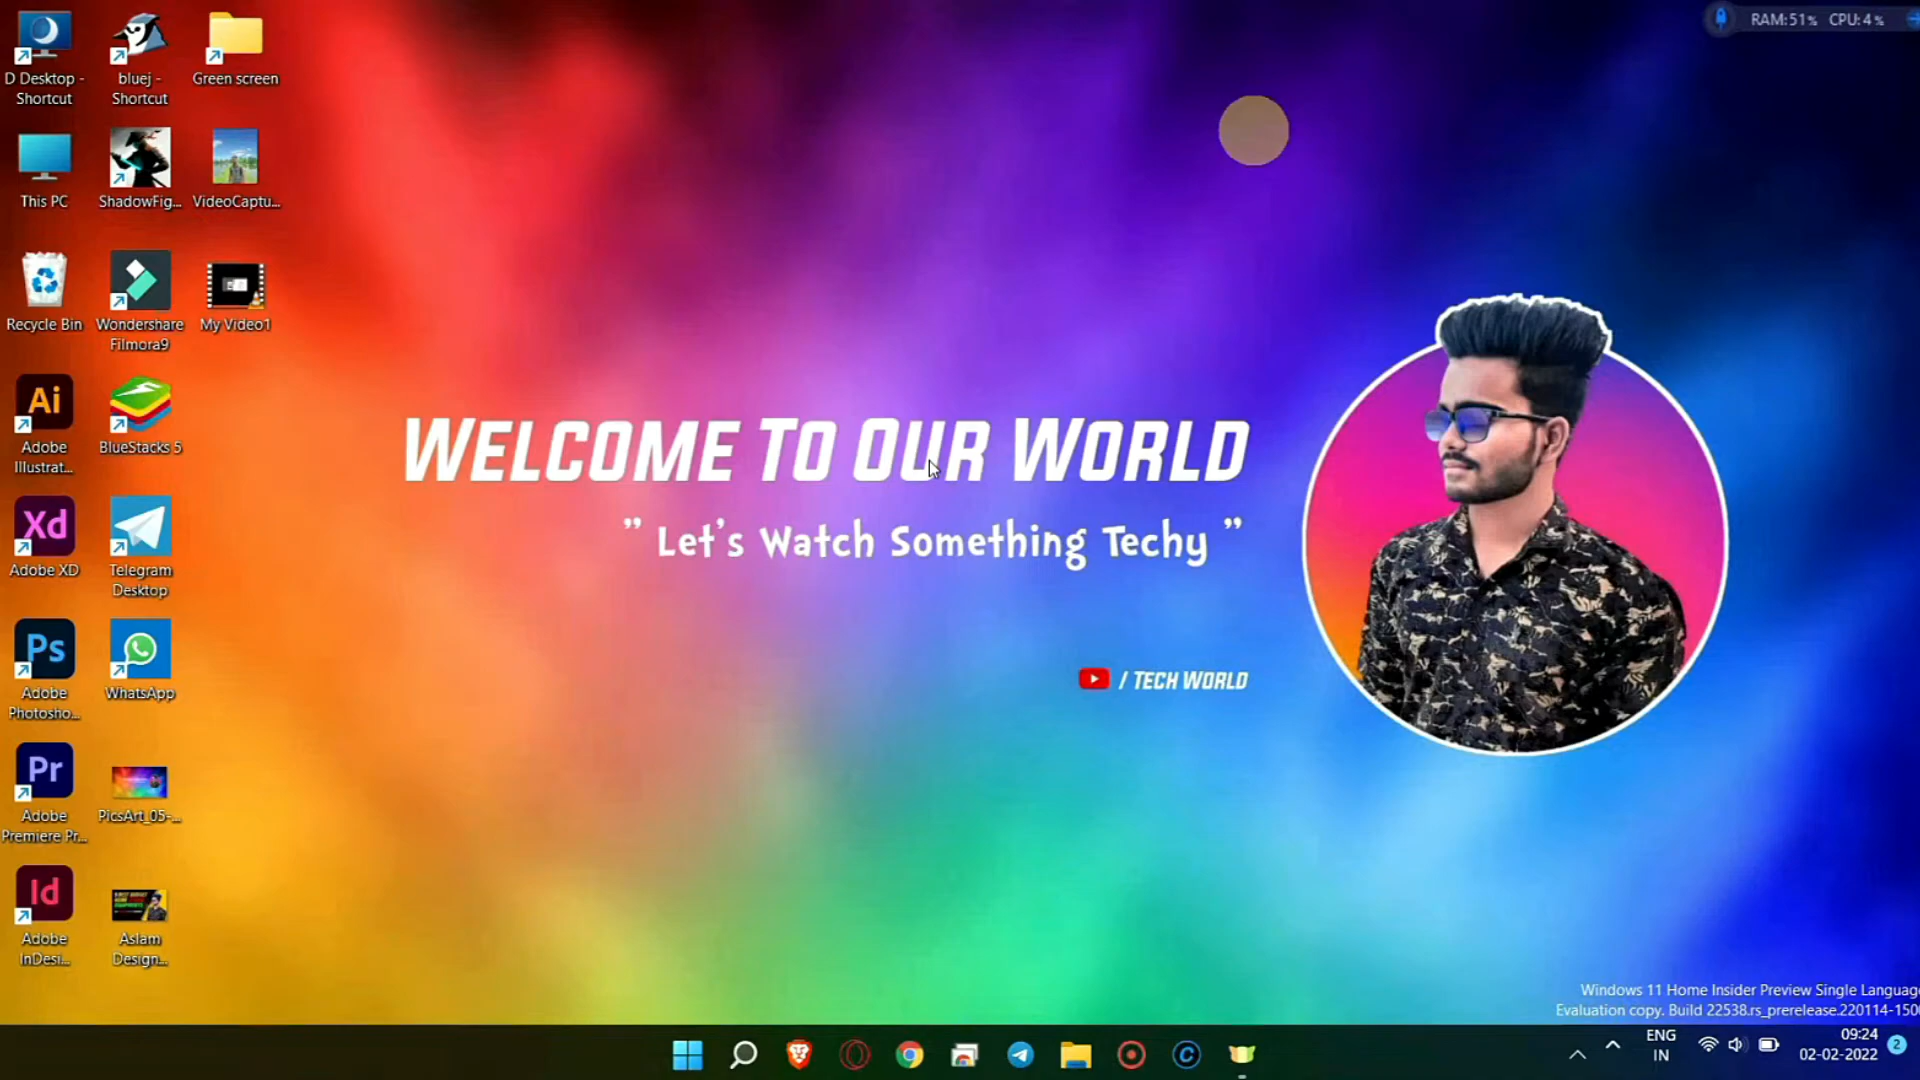 RAM:51% CPU:4%
D Desktop -
Shortcut
bluej -
Shortcut
Green screen
This PC
ShadowFig...
VideoCaptu...
Recycle Bin
Wondershare
Filmora9
My Video1
Ai
Adobe
Illustrat...
BlueStacks 5
WELCOME TO OUR WORLD
" Let's Watch Something Techy "
Xd
Adobe XD
Telegram
Desktop
Ps
Adobe
Photosho...
WhatsApp
/ TECH WORLD
Pr
Adobe
Premiere Pr...
PicsArt_05-...
Id
Adobe
InDesi...
Aslam
Design...
Windows 11 Home Insider Preview Single Language
Evaluation copy. Build 22538.rs_prerelease.220114-150
ENG
IN
09:24
02-02-2022
2